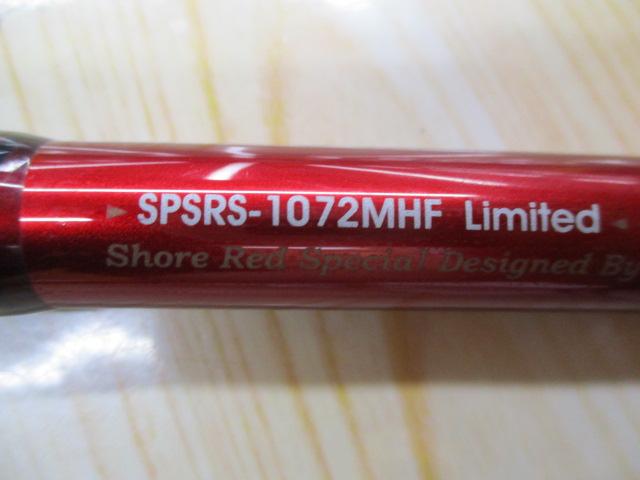 SPSRS-1072MHF Limited
Shore Red Special Designed By